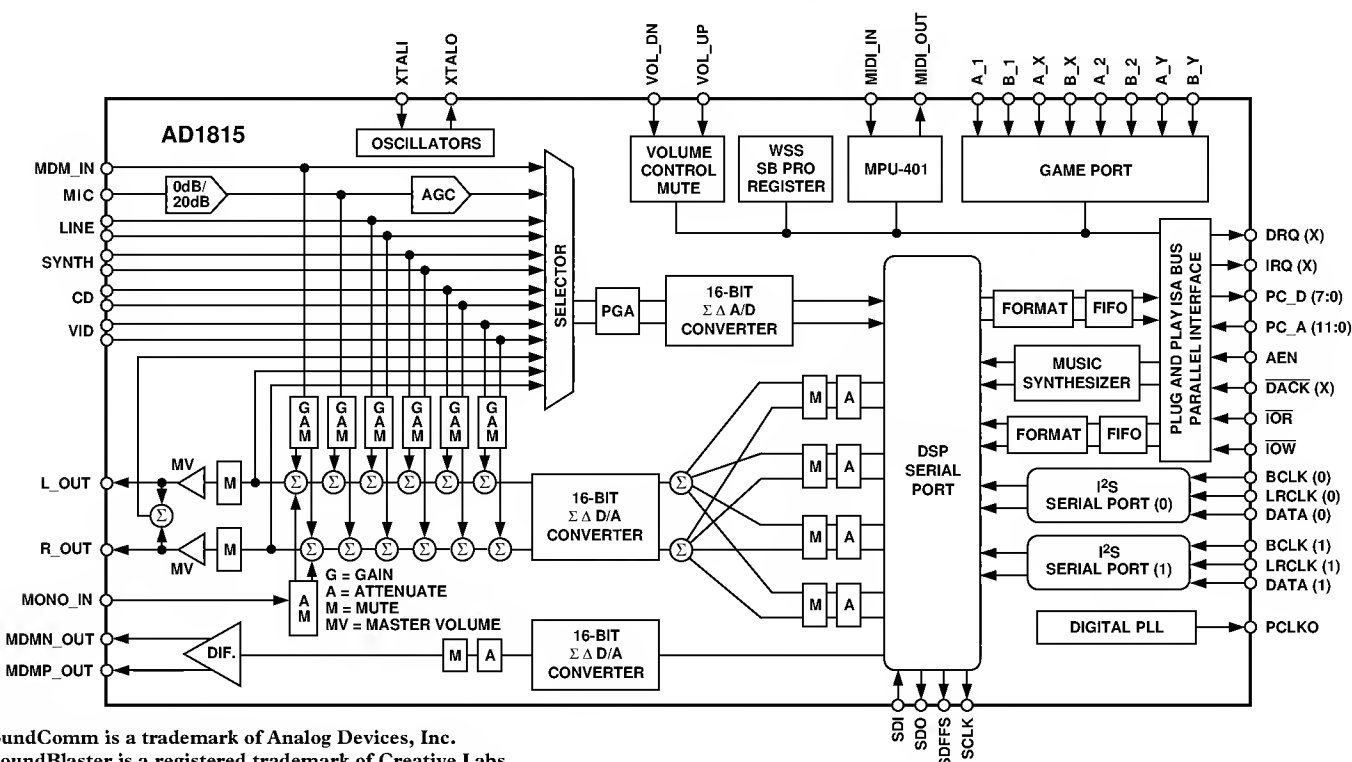 XTALI
XTALO
VOL_DN
VOL_UP
MIDI_IN
MIDI_OUT
A_1
B_1
A_X
B_X
A_2
B_2
A_Y
B_Y
AD1815
OSCILLATORS
VOLUME
CONTROL
MUTE
WSS
SB PRO
REGISTER
MPU-401
GAME PORT
MDM_IN
MIC
LINE
SYNTH
CD
VID
0dB/
20dB
AGC
SELECTOR
PGA
16-BIT
Σ Δ A/D
CONVERTER
DSP
SERIAL
PORT
FORMAT
FIFO
MUSIC
SYNTHESIZER
FORMAT
FIFO
PLUG AND PLAY ISA BUS
PARALLEL INTERFACE
DRQ (X)
IRQ (X)
PC_D (7:0)
PC_A (11:0)
AEN
DACK (X)
IOR
IOW
G A M
G A M
G A M
G A M
G A M
G A M
M A
M A
M A
M A
L_OUT
MV
M
Σ Σ Σ Σ Σ Σ
16-BIT
Σ Δ D/A
CONVERTER
Σ
Σ
R_OUT
MV
M
Σ Σ Σ Σ Σ Σ
Σ
I²S
SERIAL PORT (0)
BCLK (0)
LRCLK (0)
DATA (0)
I²S
SERIAL PORT (1)
BCLK (1)
LRCLK (1)
DATA (1)
MONO_IN
A M
G = GAIN
A = ATTENUATE
M = MUTE
MV = MASTER VOLUME
MDMN_OUT
MDMP_OUT
DIF.
M A
16-BIT
Σ Δ D/A
CONVERTER
DIGITAL PLL
PCLKO
SDI
SDO
SDFFS
SCLK
undComm is a trademark of Analog Devices, Inc.
oundBlaster is a registered trademark of Creative Labs